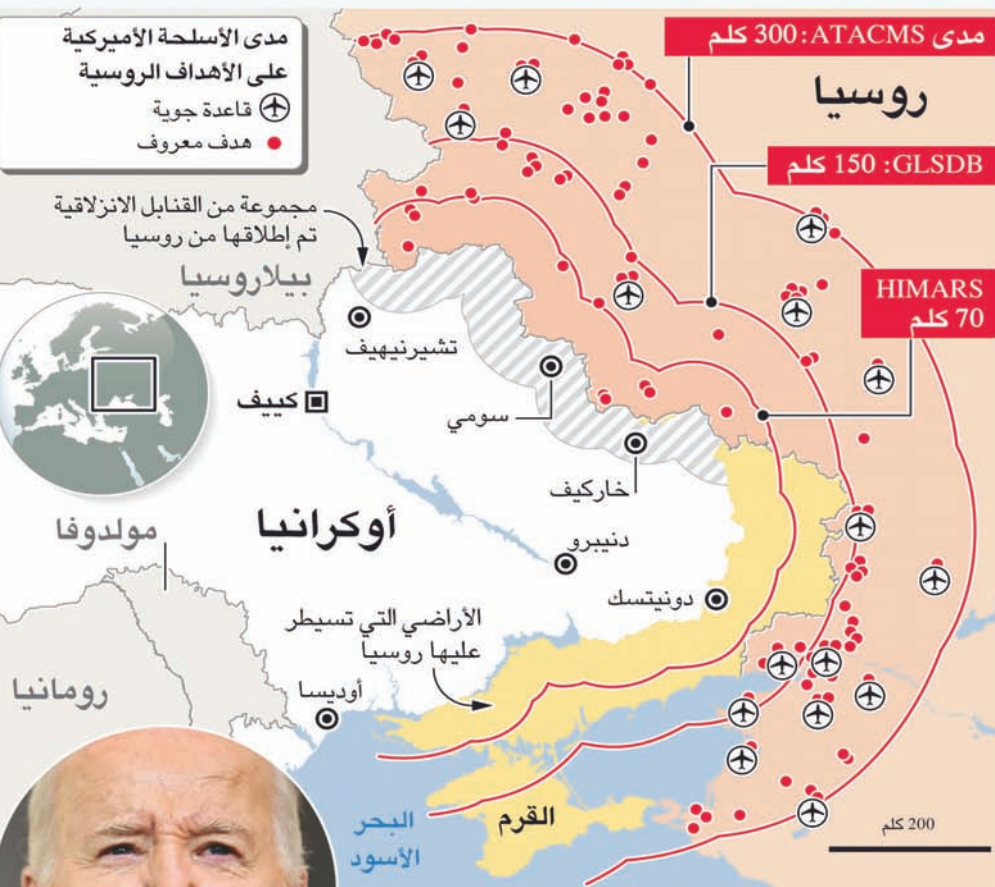 مدى الأسلحة الأميركية
على الأهداف الروسية
قاعدة جوية
هدف معروف
مدى ATACMS: 300 كلم
روسيا
GLSDB: 150 كلم
مجموعة من القنابل الانزلاقية
تم إطلاقها من روسيا
بيلاروسيا
HIMARS
70 كلم
تشيرنيهيف
كييف
سومي
خاركيف
أوكرانيا
مولدوفا
دنيبرو
دونيتسك
الأراضي التي تسيطر
عليها روسيا
رومانيا
أوديسا
البحر
الأسود
القرم
200 كلم